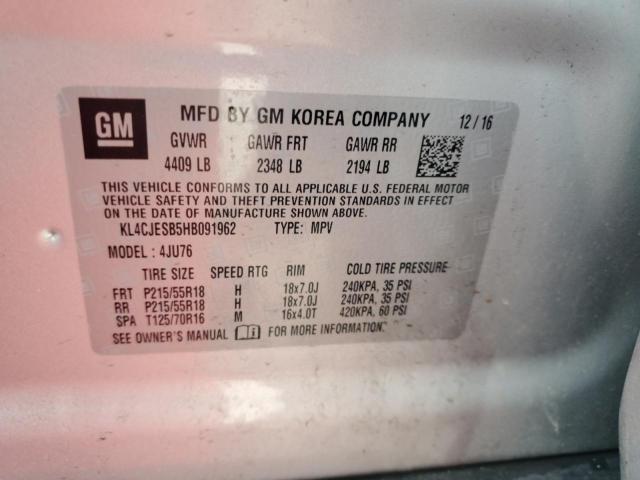 GM MFD BY GM KOREA COMPANY 12/16
GVWR GAWR FRT GAWR RR
4409 LB 2348 LB 2194 LB
THIS VEHICLE CONFORMS TO ALL APPLICABLE U.S. FEDERAL MOTOR
VEHICLE SAFETY AND THEFT PREVENTION STANDARDS IN EFFECT
ON THE DATE OF MANUFACTURE SHOWN ABOVE.
KL4CJESB5HB091962 TYPE: MPV
MODEL: 4JU76
TIRE SIZE SPEED RTG RIM COLD TIRE PRESSURE
FRT P215/55R18 H 18x7.0J 240KPA, 35 PSI
RR P215/55R18 H 18x7.0J 240KPA, 35 PSI
SPA T125/70R16 M 16x4.0T 420KPA, 60 PSI
SEE OWNER'S MANUAL FOR MORE INFORMATION.